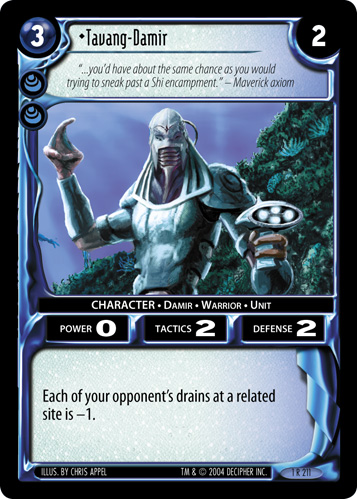 3 •Tavang-Damir 2
“...you’d have about the same chance as you would
trying to sneak past a Shi encampment.” – Maverick axiom
CHARACTER • DAMIR • WARRIOR • UNIT
POWER 0 TACTICS 2 DEFENSE 2
Each of your opponent’s drains at a related
site is –1.
ILLUS. BY CHRIS APPEL TM & © 2004 DECIPHER INC. 1 R 211